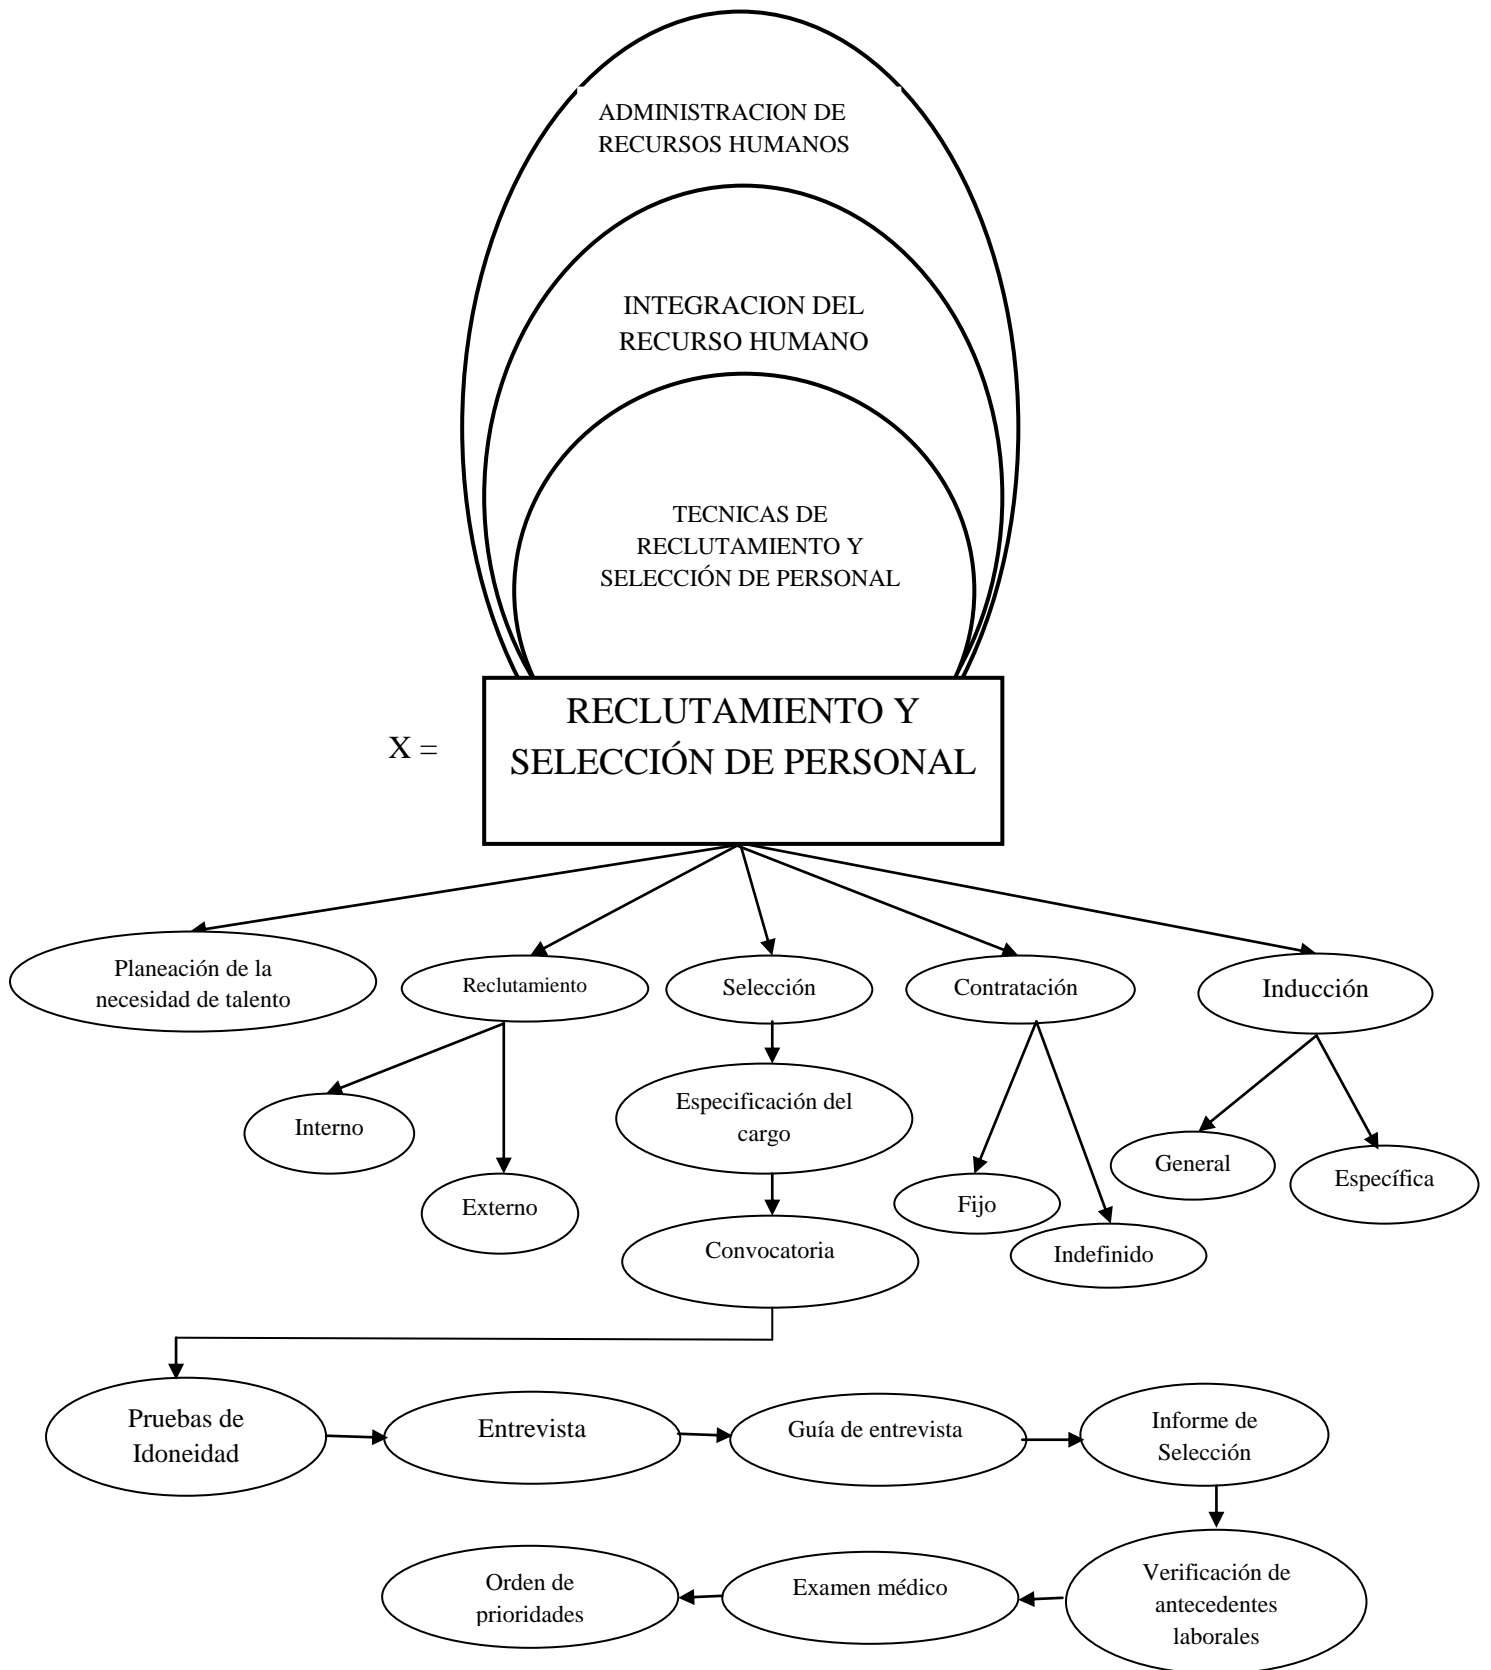 ADMINISTRACION DE
RECURSOS HUMANOS
INTEGRACION DEL
RECURSO HUMANO
TECNICAS DE
RECLUTAMIENTO Y
SELECCIÓN DE PERSONAL
X =
RECLUTAMIENTO Y
SELECCIÓN DE PERSONAL
Planeación de la
necesidad de talento
Reclutamiento
Selección
Contratación
Inducción
Interno
Externo
Especificación del
cargo
Convocatoria
Fijo
Indefinido
General
Específica
Pruebas de
Idoneidad
Entrevista
Guía de entrevista
Informe de
Selección
Verificación de
antecedentes
laborales
Examen médico
Orden de
prioridades